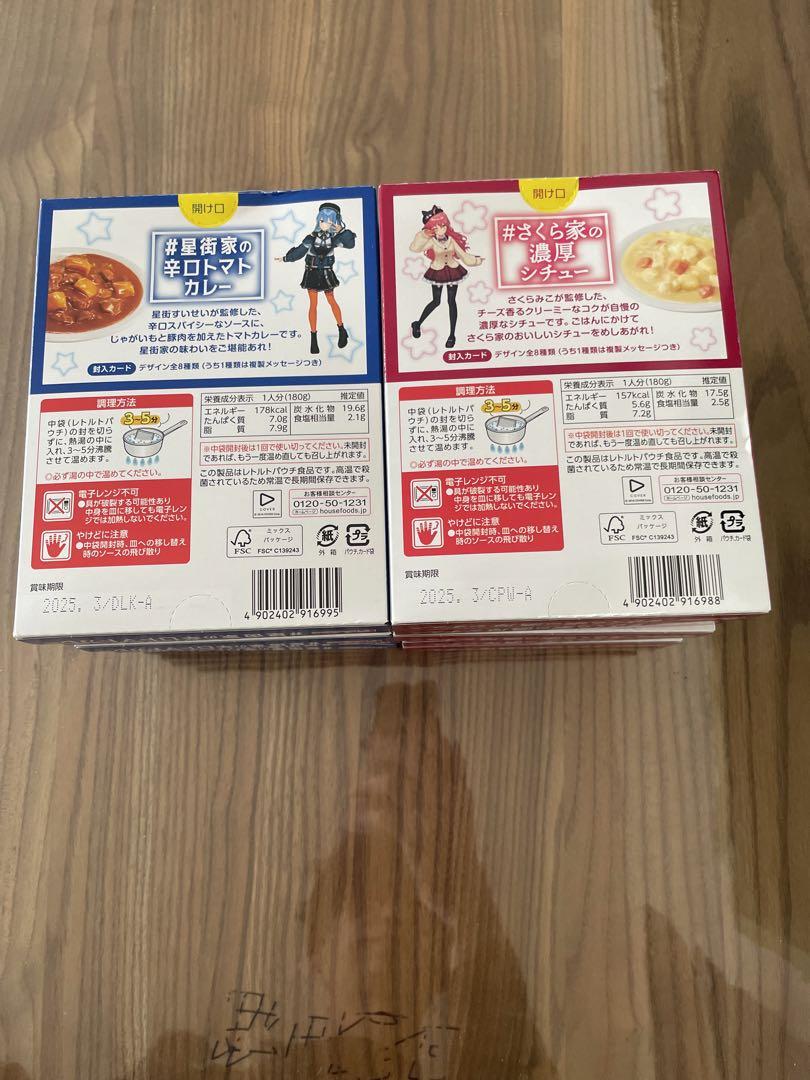 開け口
#星街家の
辛口トマト
カレー
星街すいせいが監修した、
辛口スパイシーなソースに、
じゃがいもと豚肉を加えたトマトカレーです。
星街家の味わいをご堪能あれ！
封入カード デザイン全8種類（うち1種類は複製メッセージつき）
調理方法
中袋（レトルトパ
ウチ）の封を切ら
ずに、熱湯の中に
入れ、3〜5分沸騰
させて温めます。
3〜5分
◎必ず湯の中で温めてください。
電子レンジ不可
●具が破裂する可能性あり
中身を皿に移しても電子レン
ジでは加熱しないでください。
やけどに注意
●中袋開封時、皿への移し替え
時のソースの飛び散り
栄養成分表示 1人分(180g) 推定値
エネルギー 178kcal 炭水化物 19.6g
たんぱく質 7.0g 食塩相当量 2.1g
脂質 7.9g
※中袋開封後は1回で使い切ってください。未開封
であれば、もう一度温め直しても召し上がれます。
この製品はレトルトパウチ食品です。高温で殺
菌されているため常温で長期間保存できます。
COVER
お客様相談センター
0120-50-1231
ホームページ housefoods.jp
FSC
ミックス
パッケージ
FSC® C139243
紙
外箱
プラ
パウチ,カード袋
賞味期限
2025. 3/DLK-A
4 902402 916995
開け口
#さくら家の
濃厚
シチュー
さくらみこが監修した、
チーズ香るクリーミーなコクが自慢の
濃厚なシチューです。ごはんにかけて
さくら家のおいしいシチューをめしあがれ！
封入カード デザイン全8種類（うち1種類は複製メッセージつき）
調理方法
中袋（レトルトパ
ウチ）の封を切ら
ずに、熱湯の中に
入れ、3〜5分沸騰
させて温めます。
3〜5分
◎必ず湯の中で温めてください。
電子レンジ不可
●具が破裂する可能性あり
中身を皿に移しても電子レン
ジでは加熱しないでください。
やけどに注意
●中袋開封時、皿への移し替え
時のソースの飛び散り
栄養成分表示 1人分(180g) 推定値
エネルギー 157kcal 炭水化物 17.5g
たんぱく質 5.6g 食塩相当量 2.5g
脂質 7.2g
※中袋開封後は1回で使い切ってください。未開封
であれば、もう一度温め直しても召し上がれます。
この製品はレトルトパウチ食品です。高温で殺
菌されているため常温で長期間保存できます。
COVER
お客様相談センター
0120-50-1231
ホームページ housefoods.jp
FSC
ミックス
パッケージ
FSC® C139243
紙
外箱
プラ
パウチ,カード袋
賞味期限
2025. 3/CPW-A
4 902402 916988